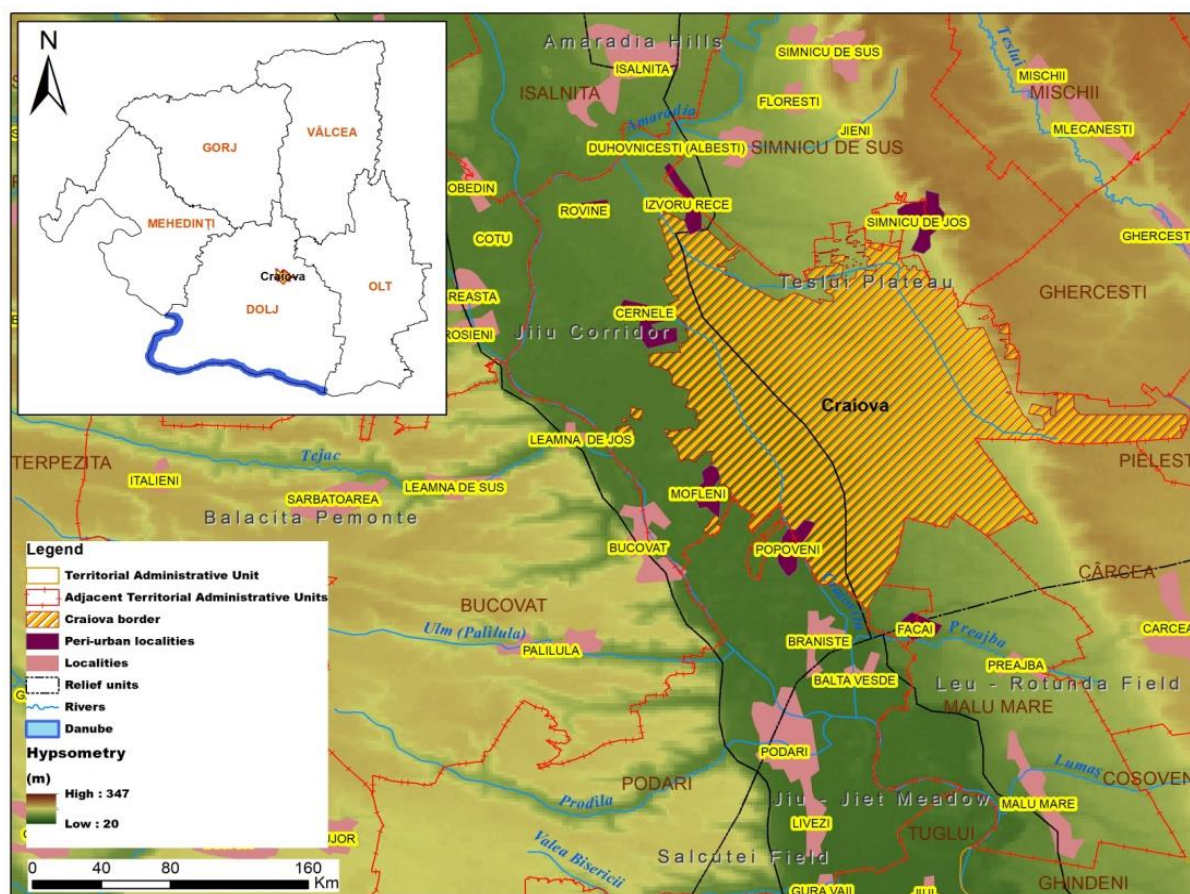 N
GORJ
VÂLCEA
MEHEDINȚI
Craiova
DOLJ
OLT
Amaradia Hills
ISALNITA
ISALNITA
SIMNICU DE SUS
FLORESTI
Teslui
MISCHII
MISCHII
MLECANESTI
Amaradia
JIENI
DUHOVNICESTI (ALBESTI)
SIMNICU DE SUS
OBEDIN
ROVINE
IZVORU RECE
SIMNICU DE JOS
COTU
GHERCEST
Teslui Plateau
GHERCESTI
REASTA
CERNELE
ROSIENI
Jiiu Corridor
Craiova
LEAMNA DE JOS
TERPEZITA
Tejac
PIELEST
ITALIENI
SARBATOAREA
LEAMNA DE SUS
MOFLENI
Balacita Pemonte
BUCOVAT
POPOVENI
CÂRCEA
BUCOVAT
Ulm (Palilula)
PALILULA
BRANISTE
FACAI
Preajba
CARCEA
PREAJBA
BALTA VESDE
Leu - Rotunda Field
MALU MARE
PODARI
PODARI
Lumaș
COSOVEN
Prodila
Jiu - Jiet Meadow
MALU MARE
LIVEZI
TUGLUI
Valea Bisericii
Salcutei Field
GURA VAII
GHINDENI
UJOR
Legend
Territorial Administrative Unit
Adjacent Territorial Administrative Units
Craiova border
Peri-urban localities
Localities
Relief units
Rivers
Danube
Hypsometry
(m)
High : 347
Low : 20
0 40 80 160
Km